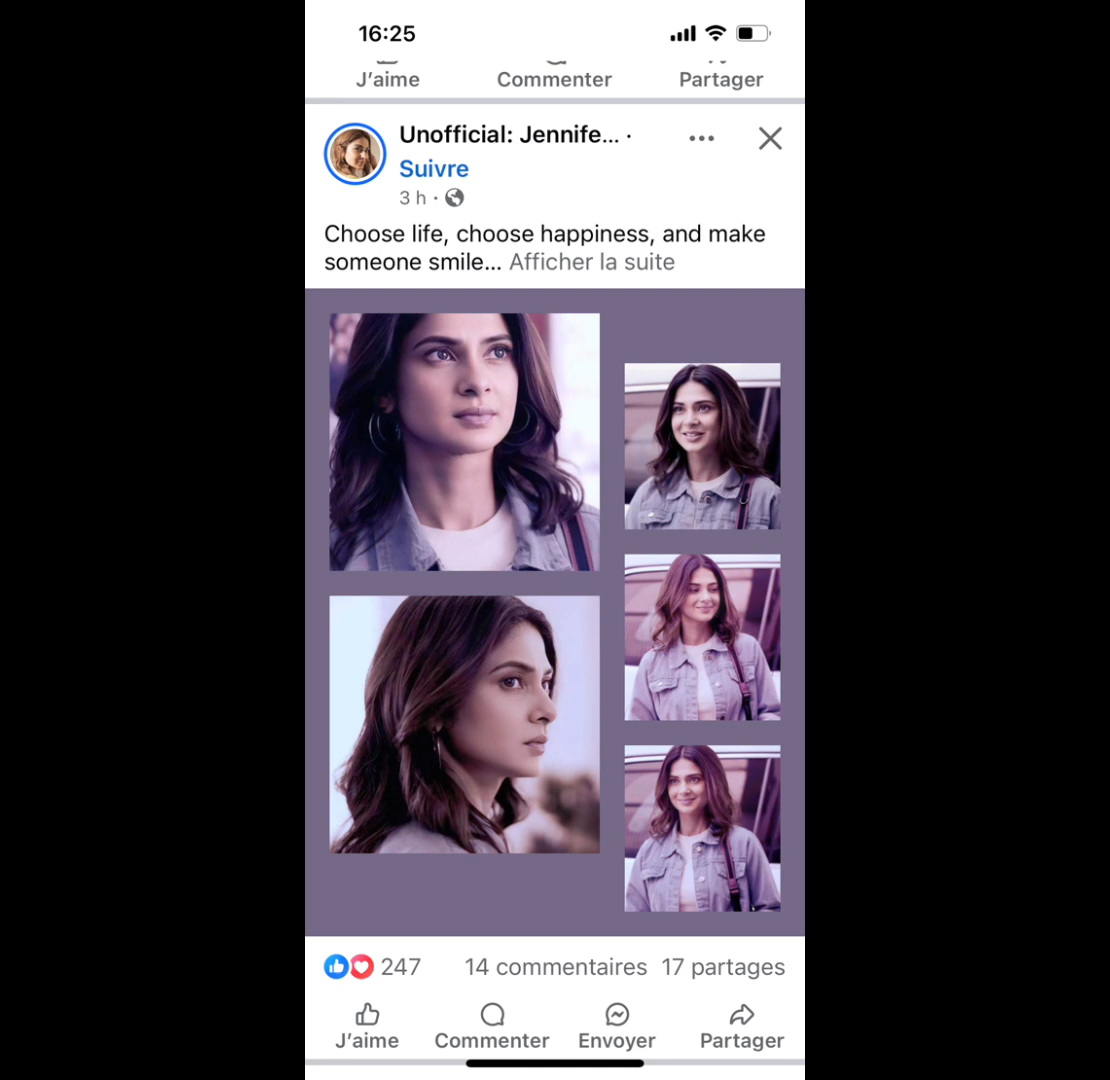 16:25
J’aime Commenter Partager
Unofficial: Jennife... ·
Suivre
3 h ·
Choose life, choose happiness, and make
someone smile... Afficher la suite
247 14 commentaires 17 partages
J’aime Commenter Envoyer Partager